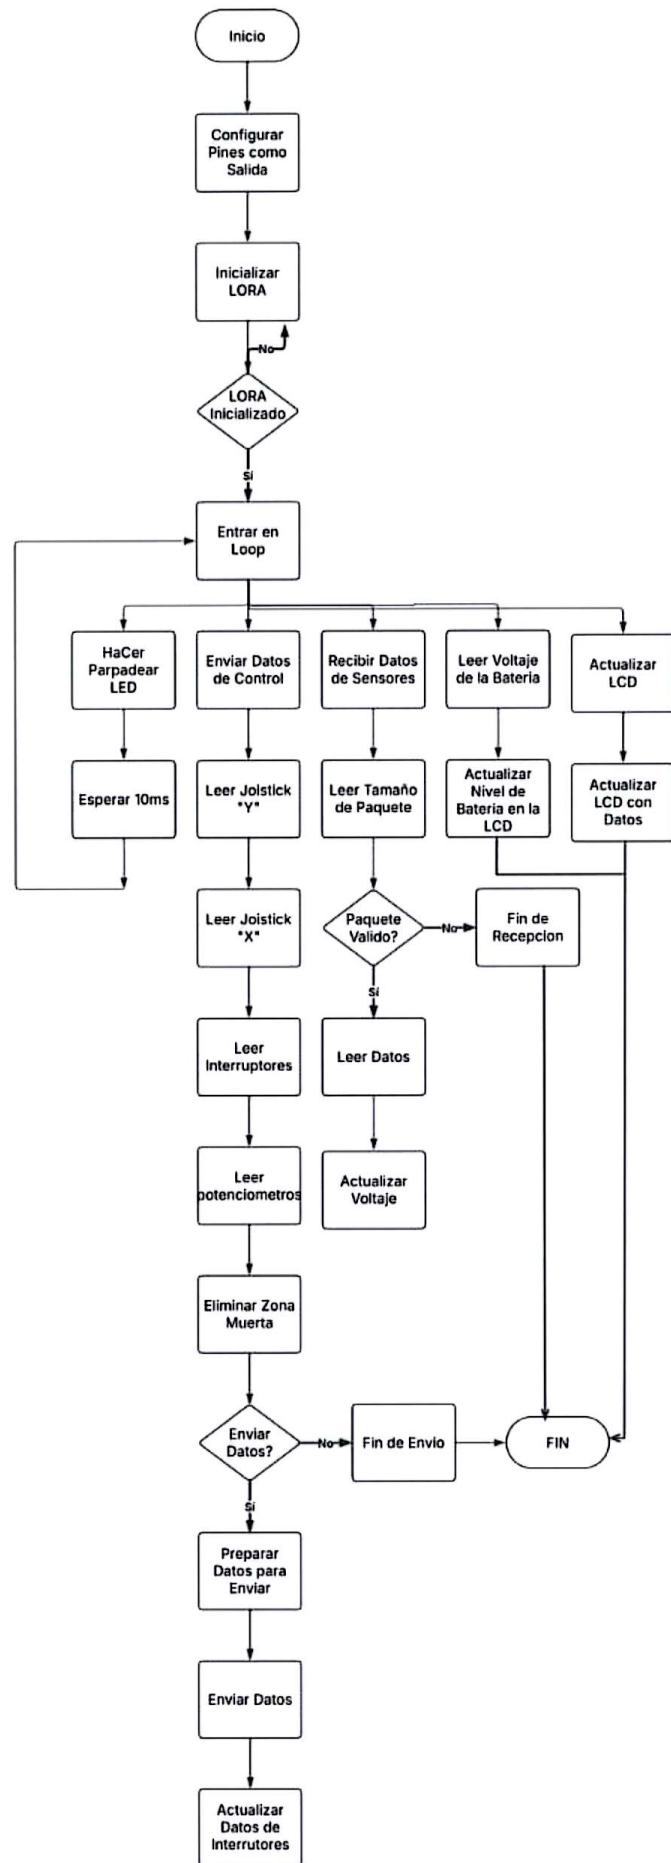 Inicio
Configurar
Pines como
Salida
Inicializar
LORA
No
LORA
Inicializado
Sí
Entrar en
Loop
HaCer
Parpadear
LED
Enviar Datos
de Control
Recibir Datos
de Sensores
Leer Voltaje
de la Bateria
Actualizar
LCD
Esperar 10ms
Leer Joistick
"Y"
Leer Tamaño
de Paquete
Actualizar
Nivel de
Bateria en la
LCD
Actualizar
LCD con
Datos
Leer Joistick
"X"
Paquete
Valido?
No
Fin de
Recepcion
Sí
Leer
Interruptores
Leer Datos
Leer
potenciometros
Actualizar
Voltaje
Eliminar Zona
Muerta
Enviar
Datos?
No
Fin de Envio
FIN
Sí
Preparar
Datos para
Enviar
Enviar Datos
Actualizar
Datos de
Interrutores